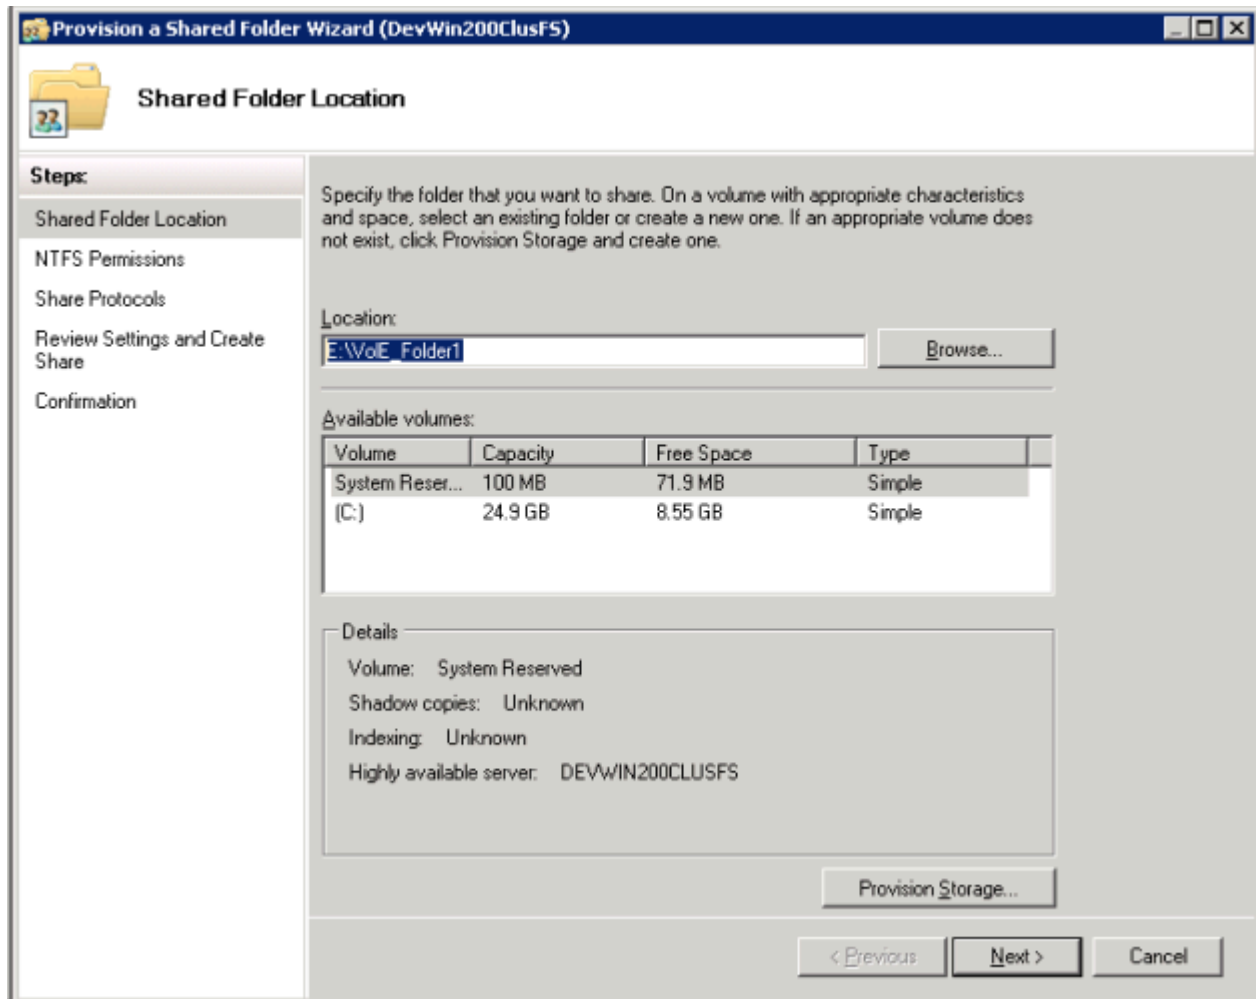 Provision a Shared Folder Wizard (DevWin200ClusFS)
Shared Folder Location
Steps:
Shared Folder Location
NTFS Permissions
Share Protocols
Review Settings and Create
Share
Confirmation
Specify the folder that you want to share. On a volume with appropriate characteristics
and space, select an existing folder or create a new one. If an appropriate volume does
not exist, click Provision Storage and create one.
Location:
E:\VolE_Folder1
Browse...
Available volumes:
Volume Capacity Free Space Type
System Reser... 100 MB 71.9 MB Simple
(C:) 24.9 GB 8.55 GB Simple
Details
Volume: System Reserved
Shadow copies: Unknown
Indexing: Unknown
Highly available server: DEVWIN200CLUSFS
Provision Storage...
< Previous Next > Cancel